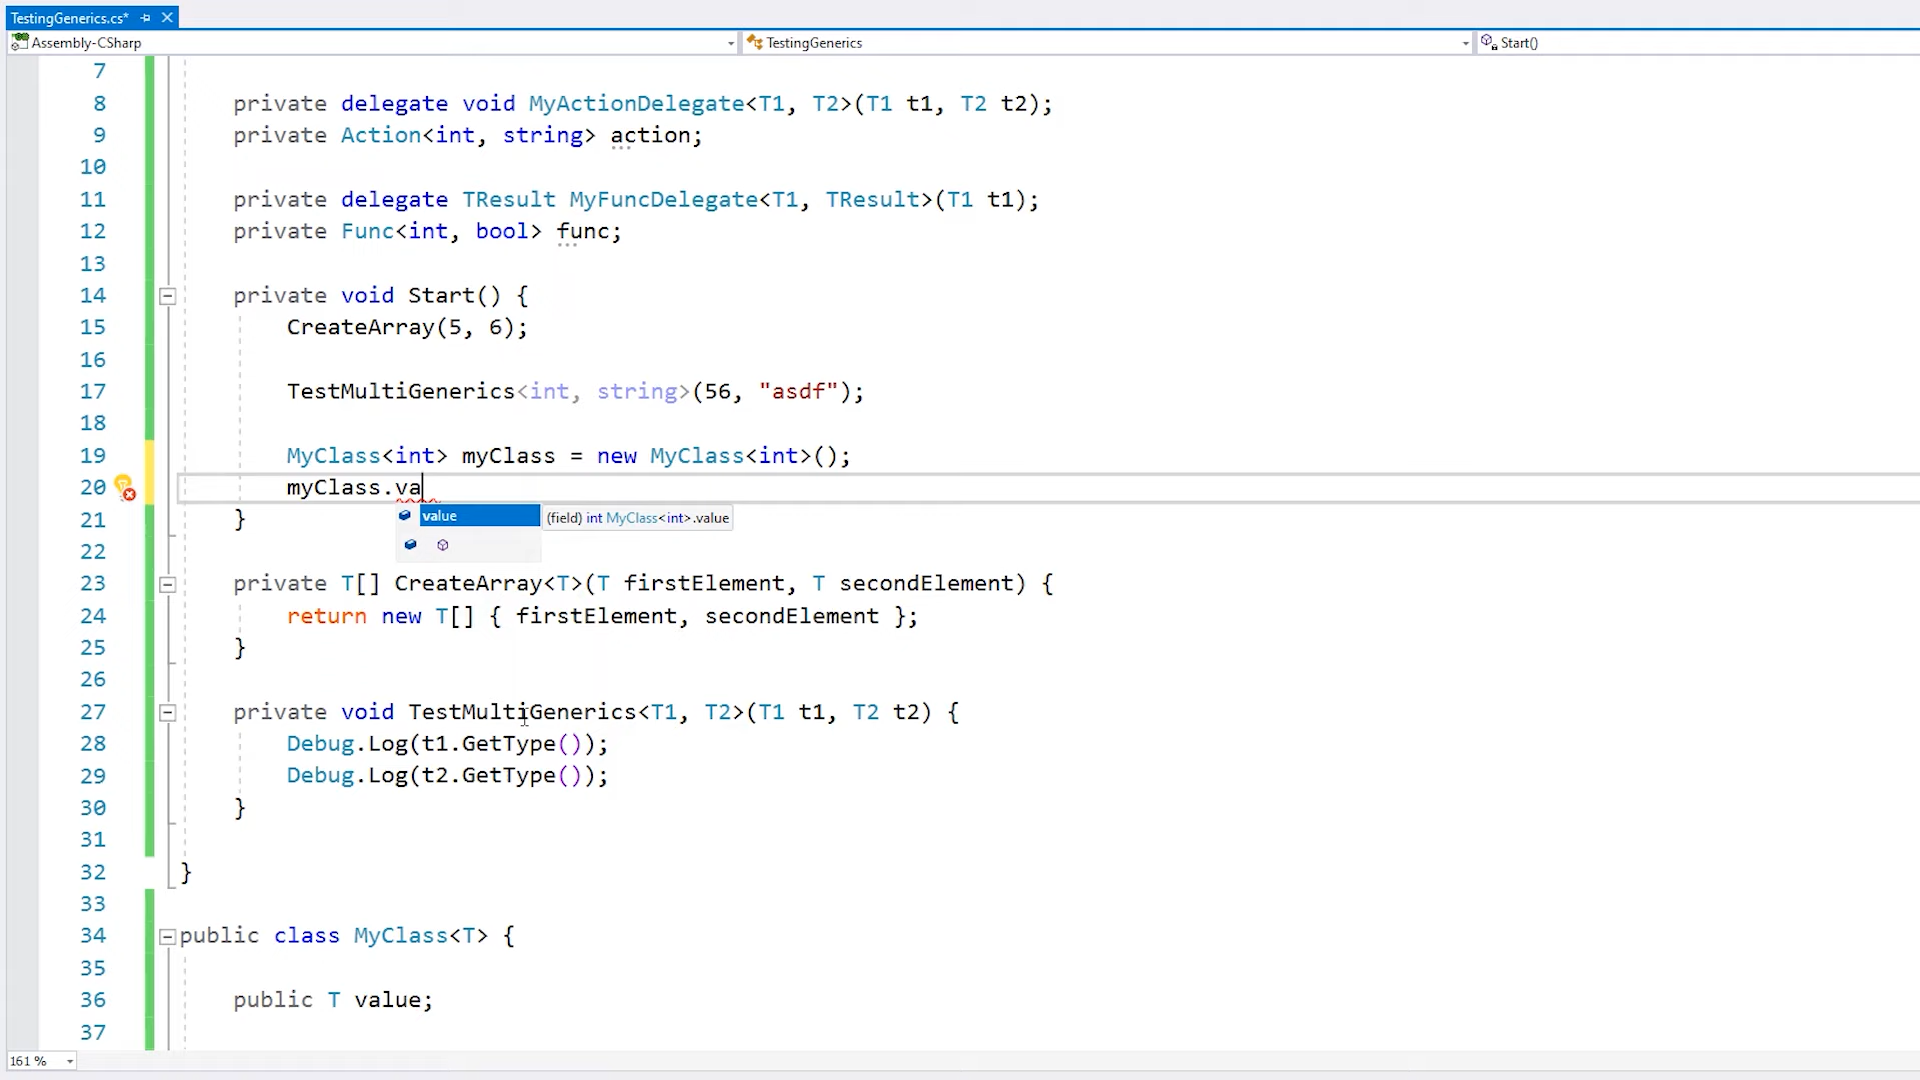 TestingGenerics.cs*
Assembly-CSharp TestingGenerics Start()
7
8 private delegate void MyActionDelegate<T1, T2>(T1 t1, T2 t2);
9 private Action<int, string> action;
10
11 private delegate TResult MyFuncDelegate<T1, TResult>(T1 t1);
12 private Func<int, bool> func;
13
14 private void Start() {
15 CreateArray(5, 6);
16
17 TestMultiGenerics<int, string>(56, "asdf");
18
19 MyClass<int> myClass = new MyClass<int>();
20 myClass.va
value (field) int MyClass<int>.value
21 }
22
23 private T[] CreateArray<T>(T firstElement, T secondElement) {
24 return new T[] { firstElement, secondElement };
25 }
26
27 private void TestMultiGenerics<T1, T2>(T1 t1, T2 t2) {
28 Debug.Log(t1.GetType());
29 Debug.Log(t2.GetType());
30 }
31
32 }
33
34 public class MyClass<T> {
35
36 public T value;
37
161 %